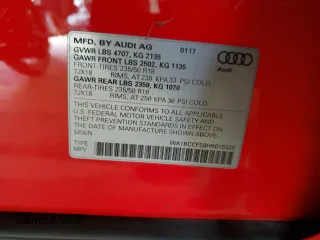 MFD. BY AUDI AG 0117
GVWR LBS 4707, KG 2135
GAWR FRONT LBS 2502, KG 1135
FRONT-TIRES 235/50 R18
7JX18 RIMS, AT 230 KPA 33 PSI COLD
GAWR REAR LBS 2359, KG 1070
REAR-TIRES 235/50 R18
7JX18 RIMS, AT 250 KPA 36 PSI COLD
Audi
THIS VEHICLE CONFORMS TO ALL APPLICABLE
U.S. FEDERAL MOTOR VEHICLE SAFETY AND
THEFT PREVENTION STANDARDS IN EFFECT ON
THE DATE OF MANUFACTURE SHOWN ABOVE.
TYPE: MPV